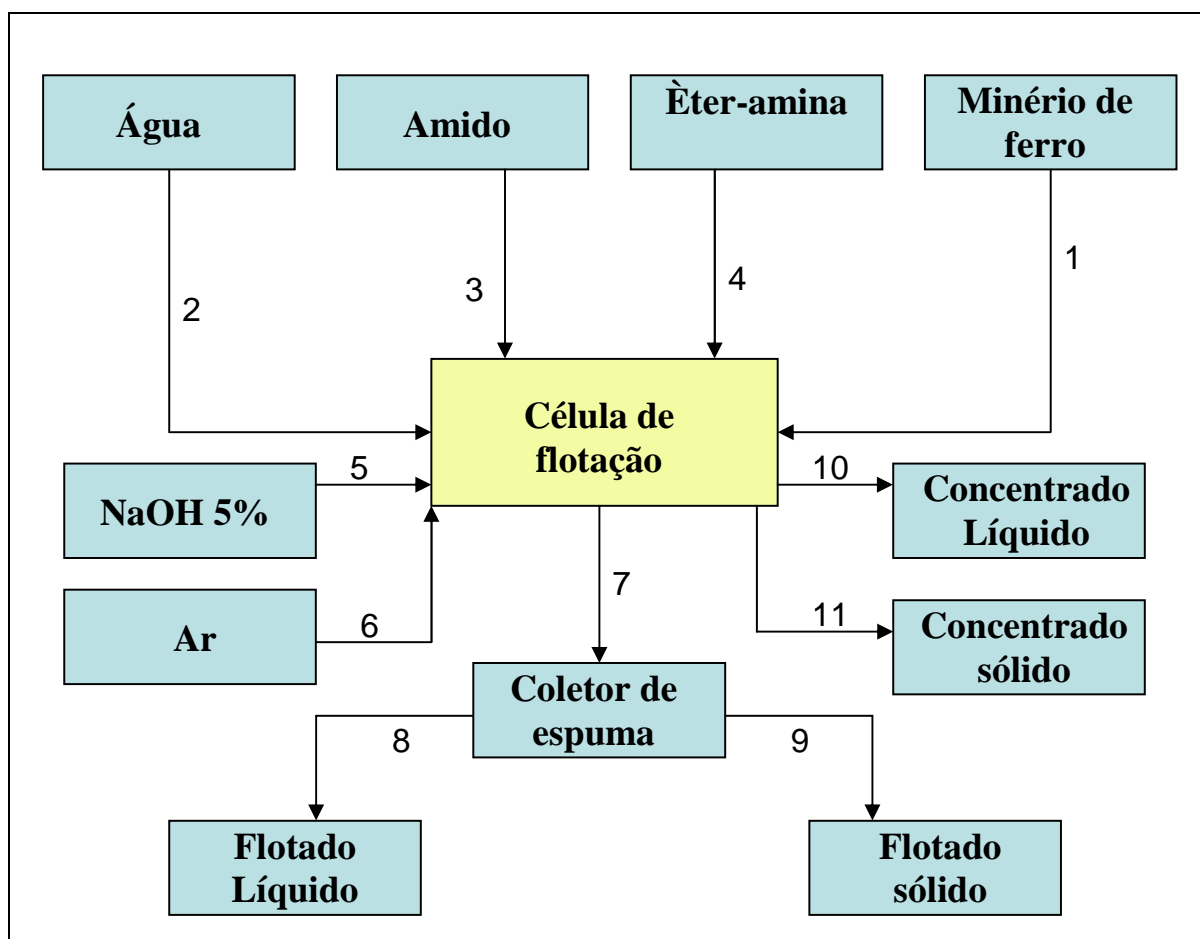 Água
Amido
Èter-amina
Minério de
ferro
2
3
4
1
Célula de
flotação
NaOH 5%
5
10
Concentrado
Líquido
Ar
6
7
11
Concentrado
sólido
Coletor de
espuma
8
9
Flotado
Líquido
Flotado
sólido